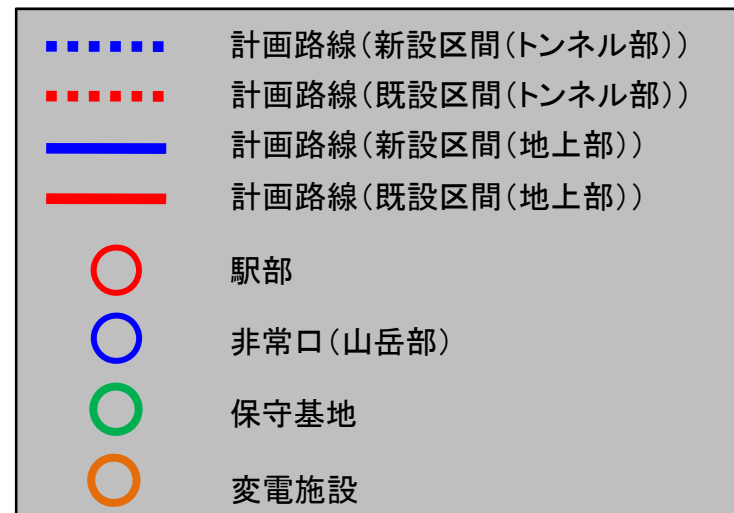 計画路線（新設区間（トンネル部））
計画路線（既設区間（トンネル部））
計画路線（新設区間（地上部））
計画路線（既設区間（地上部））
駅部
非常口（山岳部）
保守基地
変電施設